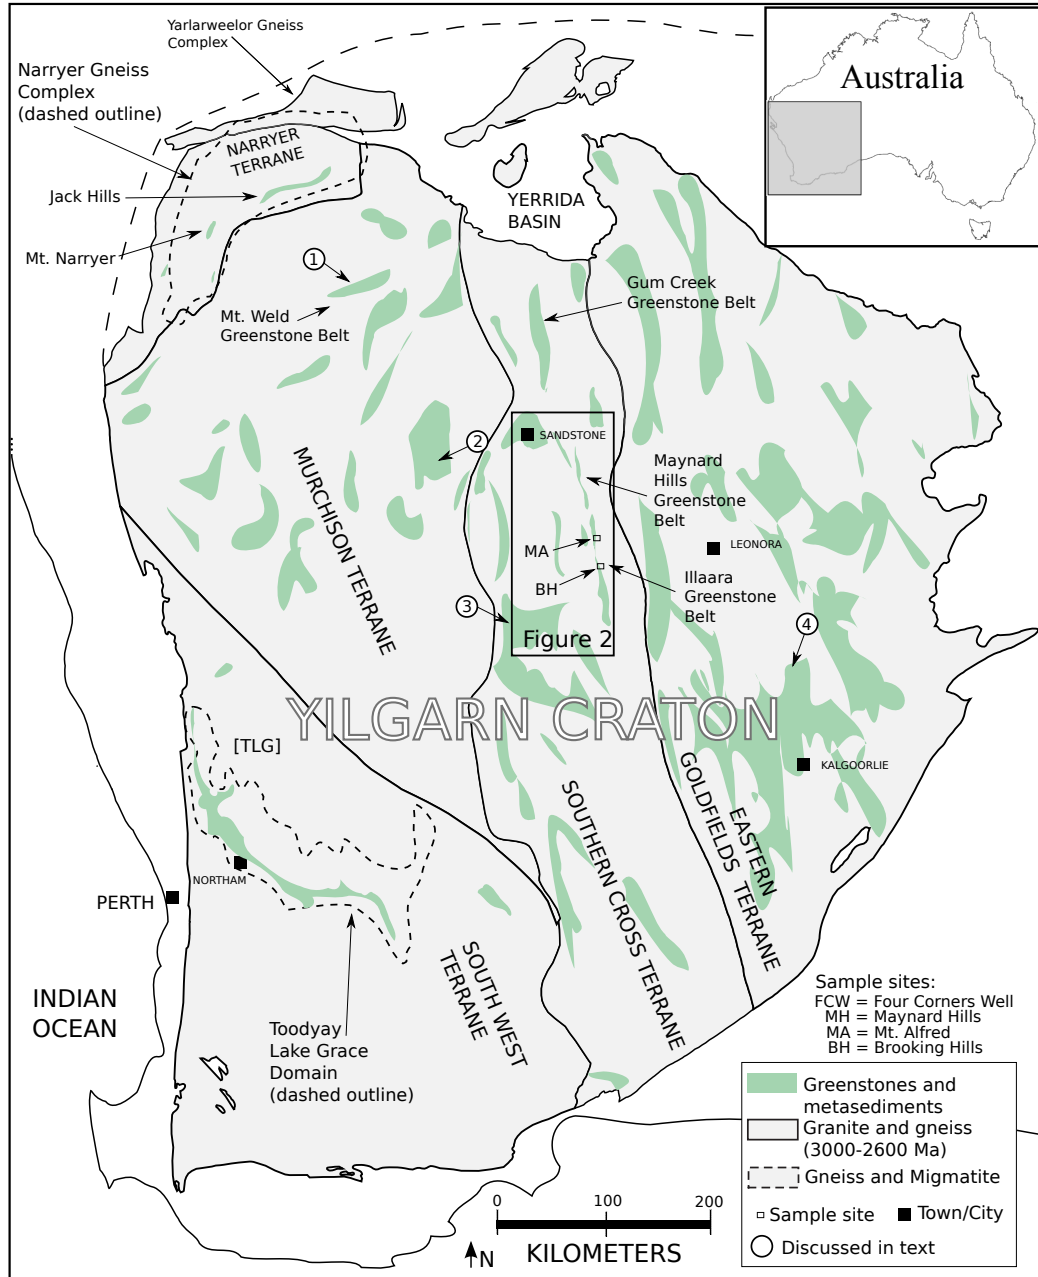 Yarlarweelor Gneiss
Complex
Narryer Gneiss
Complex
(dashed outline)
Australia
NARRYER
TERRANE
Jack Hills
YERRIDA
BASIN
Mt. Narryer
1
Gum Creek
Greenstone Belt
Mt. Weld
Greenstone Belt
2
SANDSTONE
MURCHISON TERRANE
Maynard
Hills
Greenstone
Belt
MA
LEONORA
BH
Illaara
Greenstone
Belt
3
4
Figure 2
YILGARN CRATON
[TLG]
KALGOORLIE
EASTERN
GOLDFIELDS TERRANE
SOUTHERN CROSS TERRANE
NORTHAM
PERTH
SOUTH WEST
TERRANE
INDIAN
OCEAN
Toodyay
Lake Grace
Domain
(dashed outline)
Sample sites:
FCW = Four Corners Well
MH = Maynard Hills
MA = Mt. Alfred
BH = Brooking Hills
Greenstones and
metasediments
Granite and gneiss
(3000-2600 Ma)
Gneiss and Migmatite
Sample site
Town/City
Discussed in text
0 100 200
N
KILOMETERS